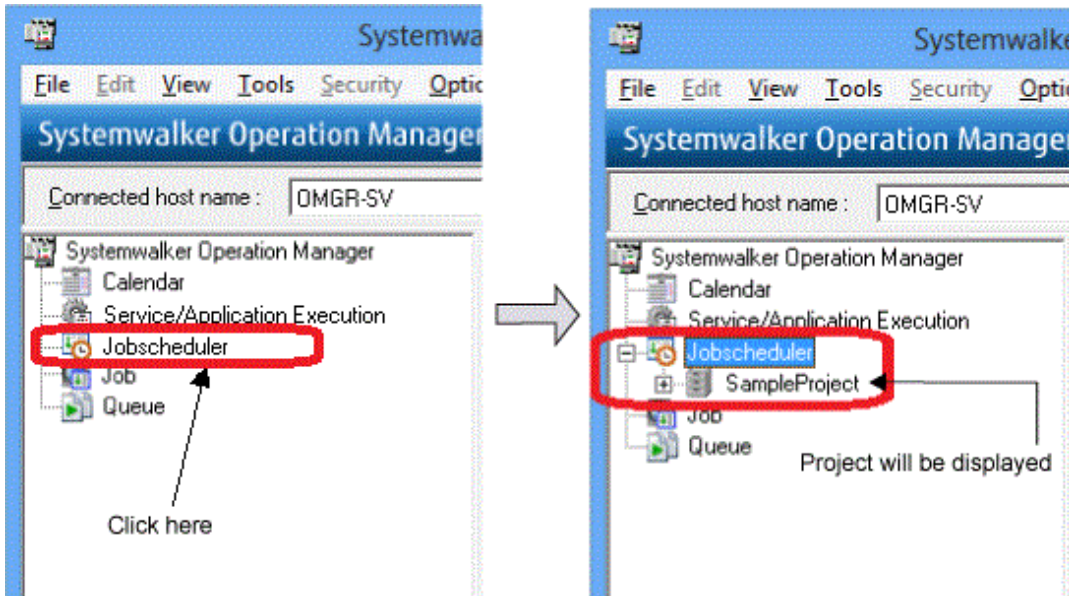 Systemwa
File Edit View Tools Security Optic
Systemwalker Operation Manager
Connected host name : OMGR-SV
Systemwalker Operation Manager
Calendar
Service/Application Execution
Jobscheduler
Job
Queue
Click here
Systemwalke
File Edit View Tools Security Optio
Systemwalker Operation Manager
Connected host name : OMGR-SV
Systemwalker Operation Manager
Calendar
Service/Application Execution
Jobscheduler
SampleProject
Job
Queue
Project will be displayed